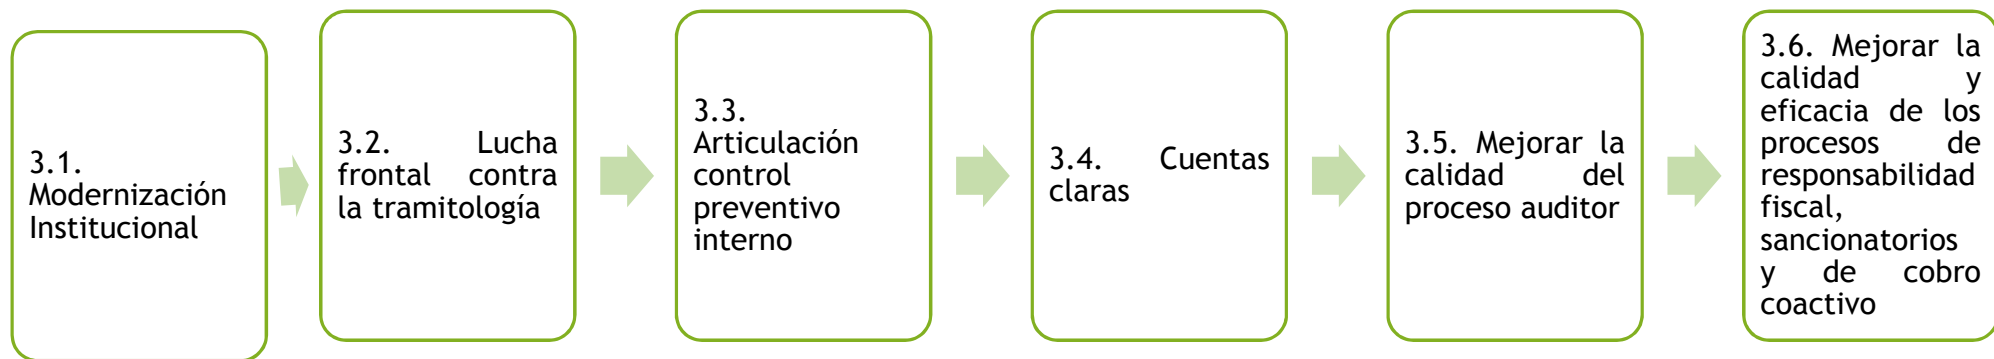 3.1.
Modernización
Institucional
3.2. Lucha
frontal contra
la tramitología
3.3.
Articulación
control
preventivo
interno
3.4. Cuentas
claras
3.5. Mejorar la
calidad del
proceso auditor
3.6. Mejorar la
calidad y
eficacia de los
procesos de
responsabilidad
fiscal,
sancionatorios
y de cobro
coactivo